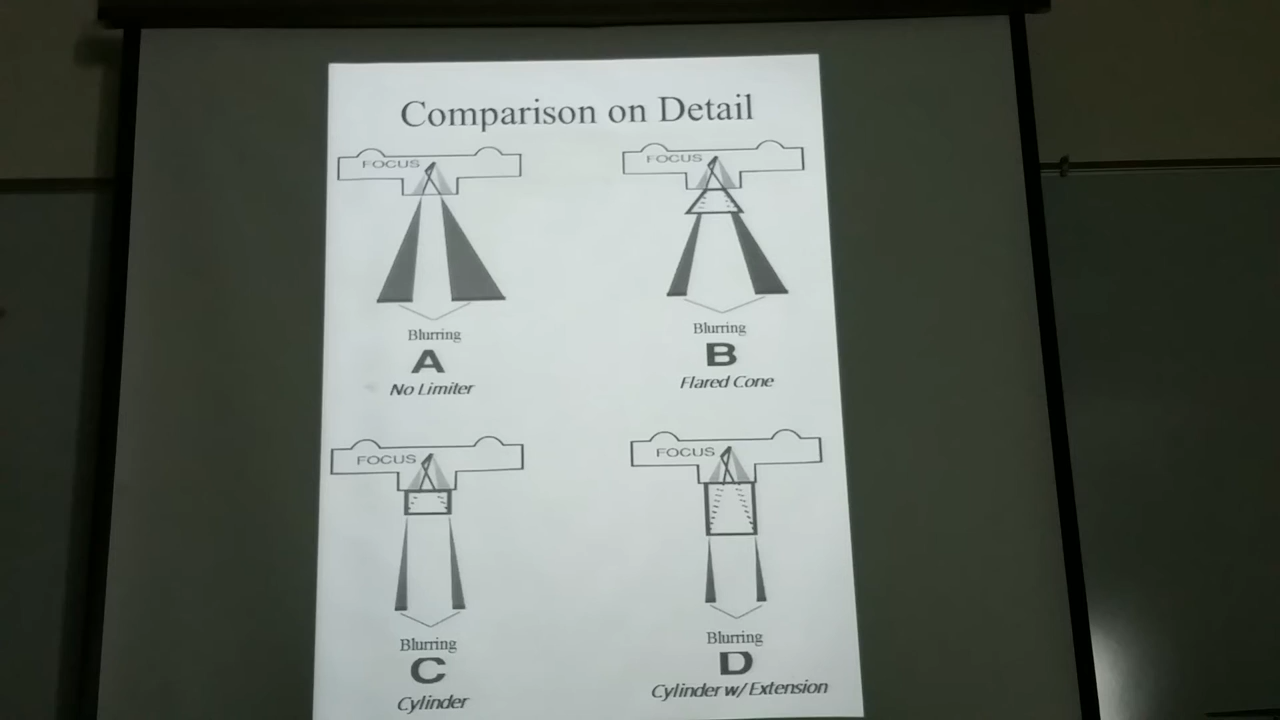 Comparison on Detail
FOCUS
FOCUS
Blurring
Blurring
A
B
No Limiter
Flared Cone
FOCUS
FOCUS
Blurring
Blurring
C
D
Cylinder
Cylinder w/ Extension